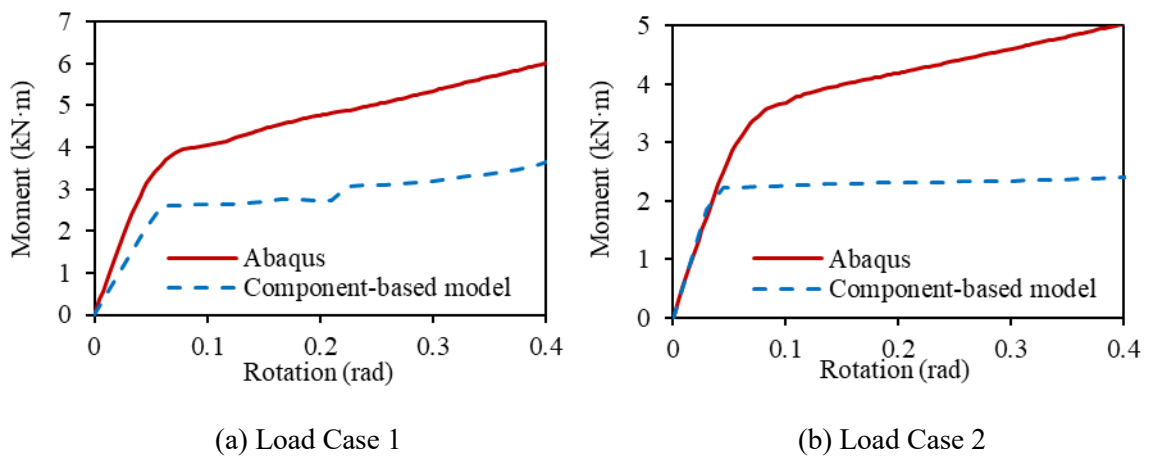 7
6
5
4
3
2
1
0
Moment (kN·m)
Abaqus
Component-based model
0 0.1 0.2 0.3 0.4
Rotation (rad)
(a) Load Case 1
5
4
3
2
1
0
Moment (kN·m)
Abaqus
Component-based model
0 0.1 0.2 0.3 0.4
Rotation (rad)
(b) Load Case 2